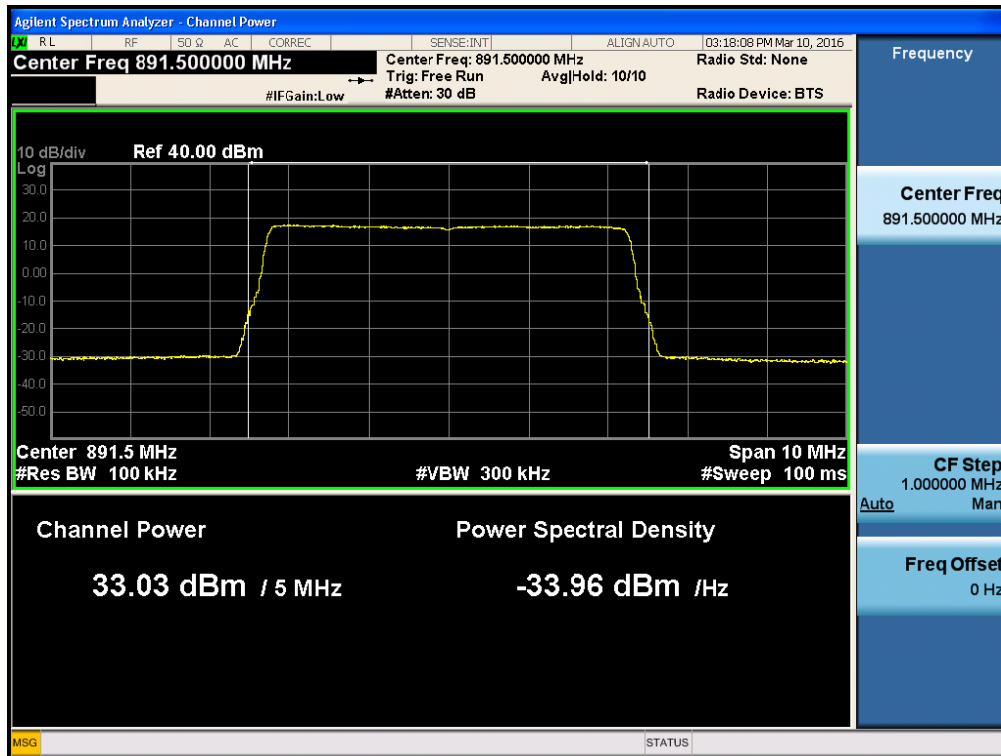 Agilent Spectrum Analyzer - Channel Power
LXI RL RF 50 Ω AC CORREC SENSE:INT ALIGN AUTO 03:18:08 PM Mar 10, 2016
Center Freq 891.500000 MHz
Center Freq: 891.500000 MHz
Radio Std: None
Trig: Free Run Avg|Hold: 10/10
#IFGain:Low
#Atten: 30 dB
Radio Device: BTS
10 dB/div Ref 40.00 dBm
Log
30.0
20.0
10.0
0.00
-10.0
-20.0
-30.0
-40.0
-50.0
Center 891.5 MHz
Span 10 MHz
#Res BW 100 kHz
#VBW 300 kHz
#Sweep 100 ms
Channel Power
Power Spectral Density
33.03 dBm / 5 MHz
-33.96 dBm /Hz
MSG
STATUS
Frequency
Center Freq
891.500000 MHz
CF Step
1.000000 MHz
Auto Man
Freq Offset
0 Hz